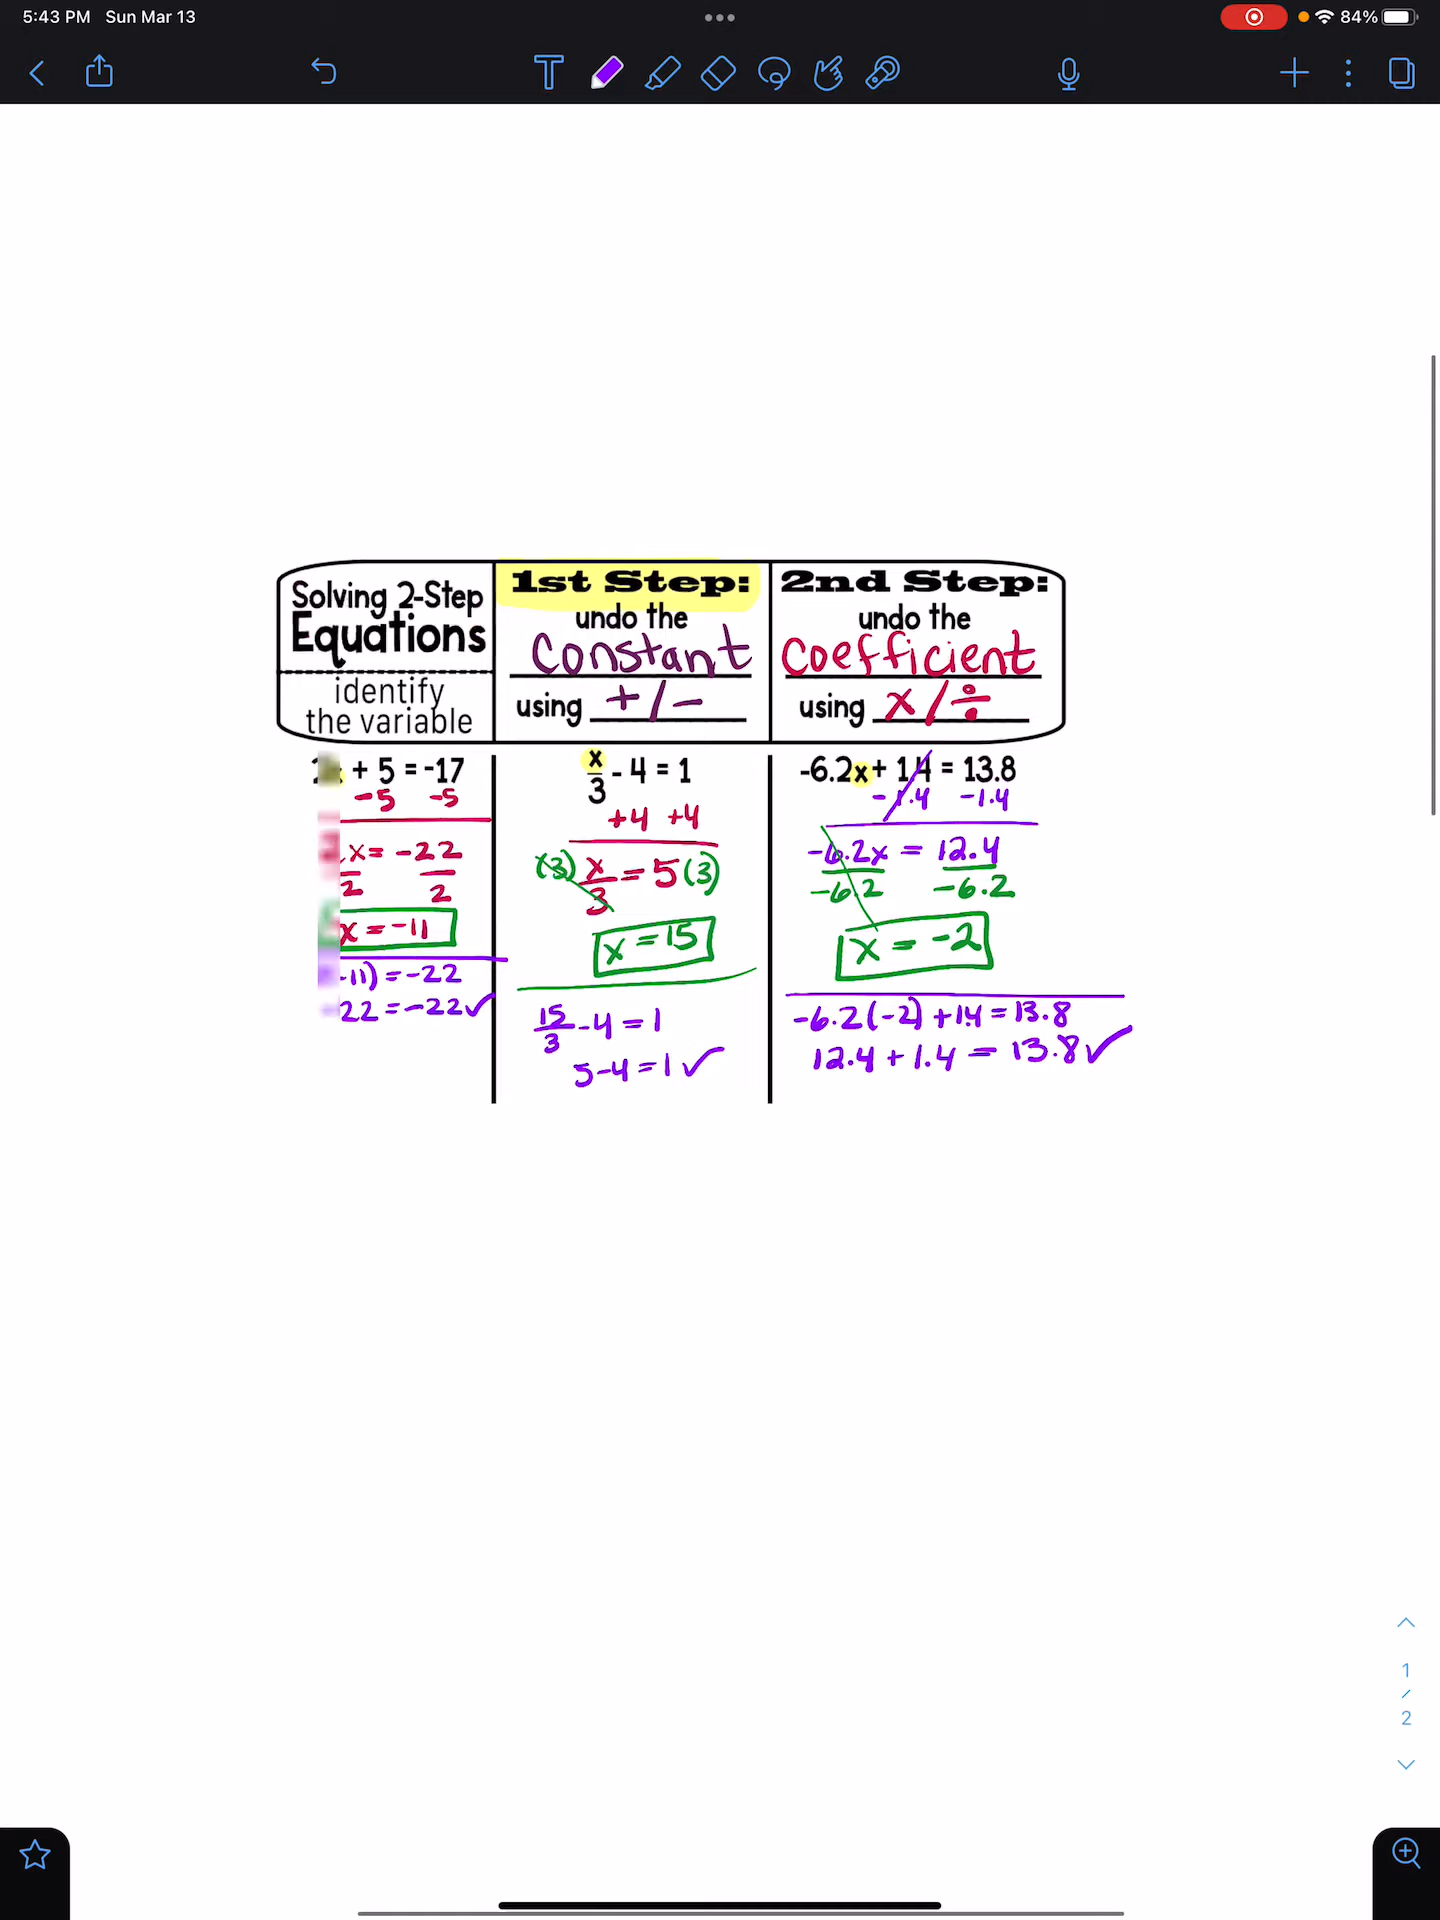 5:43 PM Sun Mar 13
84%
Solving 2-Step
Equations
identify
the variable
1st Step:
undo the
Constant
using +/-
2nd Step:
undo the
Coefficient
using x/÷
+ 5 = -17
-5 -5
x = -22
2 2
x = -11
-11) = -22
22 = -22 ✓
x/3 - 4 = 1
+4 +4
(3) x/3 = 5 (3)
x = 15
15/3 - 4 = 1
5 - 4 = 1 ✓
-6.2x + 1.4 = 13.8
-1.4 -1.4
-6.2x = 12.4
-6.2 -6.2
x = -2
-6.2(-2) + 1.4 = 13.8
12.4 + 1.4 = 13.8 ✓
1
/
2